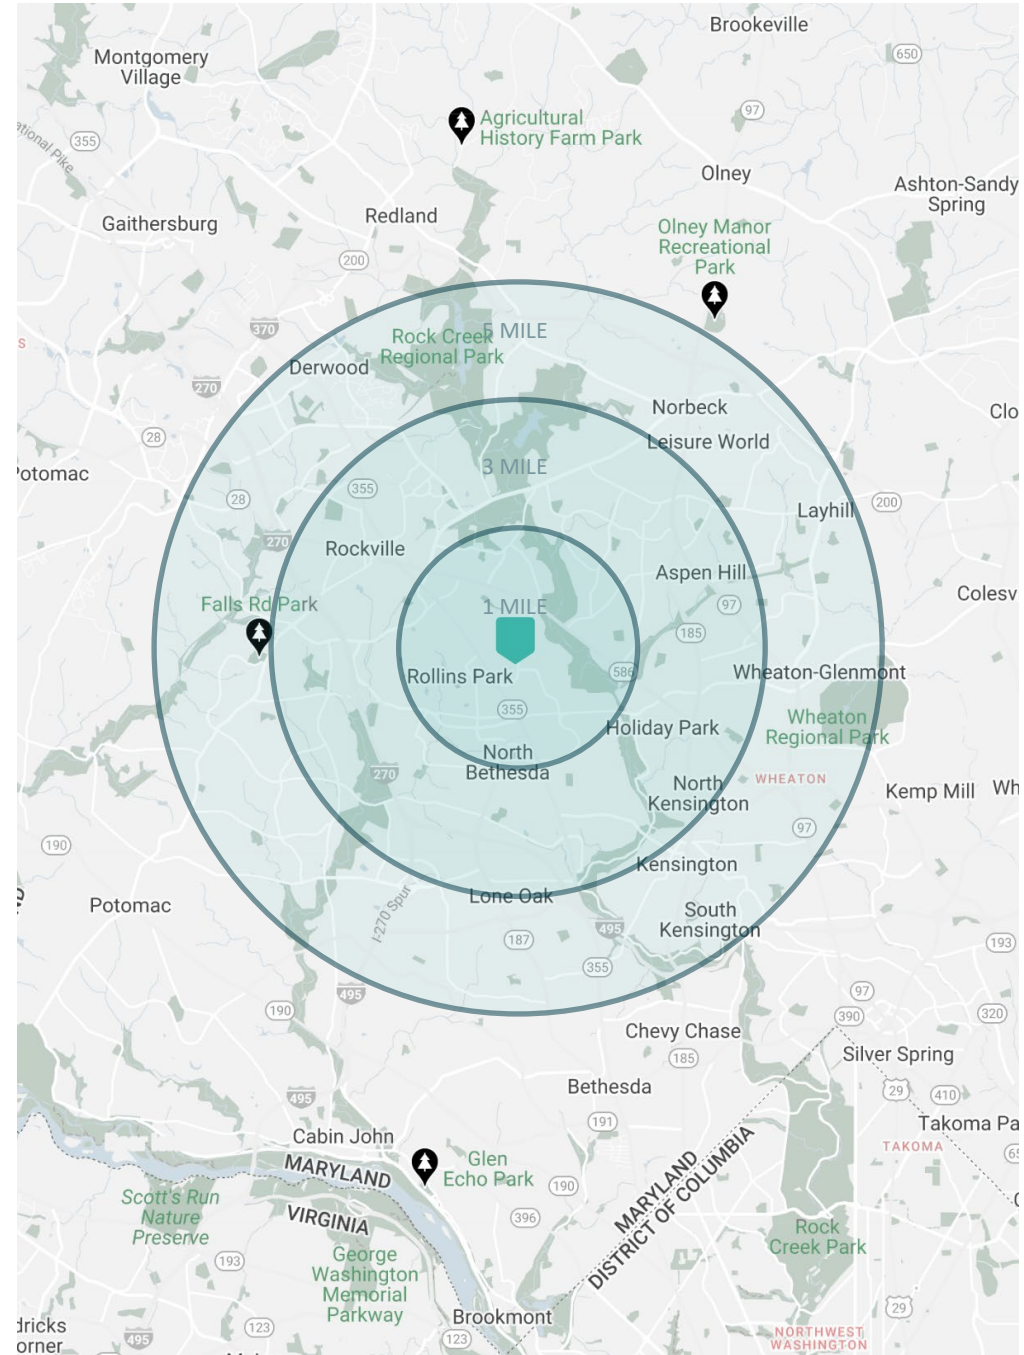 Brookeville
Montgomery
Village
650
97
Agricultural
History Farm Park
355
ational Pike
Olney
Ashton-Sandy
Spring
Redland
Gaithersburg
Olney Manor
Recreational
Park
200
370
5 MILE
Rock Creek
Regional Park
S
Derwood
270
Norbeck
Clo
28
Leisure World
3 MILE
Potomac
355
28
200
Layhill
270
Rockville
Aspen Hill
Colesv
1 MILE
Falls Rd Park
97
185
586
Rollins Park
Wheaton-Glenmont
355
Wheaton
Regional Park
Holiday Park
North
Bethesda
270
WHEATON
North
Kensington
Kemp Mill
Wh
97
190
Kensington
Lone Oak
Potomac
I-270 Spur
South
Kensington
495
187
193
355
495
97
190
390
320
Chevy Chase
185
Silver Spring
Bethesda
29
410
495
191
Takoma Pa
Cabin John
TAKOMA
65
MARYLAND
Glen
Echo Park
190
MARYLAND
DISTRICT OF COLUMBIA
Scott's Run
Nature
Preserve
VIRGINIA
396
Rock
Creek Park
193
George
Washington
Memorial
Parkway
29
Brookmont
dricks
orner
495
123
123
NORTHWEST
WASHINGTON